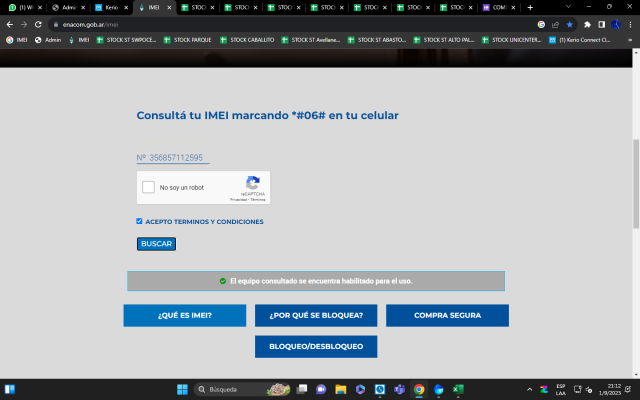 (1) W
Admi
Kerio
IMEI
STOCK
STOCK
STOCK
STOCK
STOCK
STOCK
STOCK
COM
enacom.gob.ar/imei
IMEI
Admin
IMEI
STOCK ST SWPOCE...
STOCK PARQUE
STOCK CABALLITO
STOCK ST Avellane...
STOCK ST ABASTO...
STOCK ST ALTO PAL...
STOCK UNICENTER...
(1) Kerio Connect Cl...
Consultá tu IMEI marcando *#06# en tu celular
Nº 356857112595
No soy un robot
reCAPTCHA
Privacidad - Términos
ACEPTO TERMINOS Y CONDICIONES
BUSCAR
El equipo consultado se encuentra habilitado para el uso.
¿QUÉ ES IMEI?
¿POR QUÉ SE BLOQUEA?
COMPRA SEGURA
BLOQUEO/DESBLOQUEO
Búsqueda
ESP
LAA
21:12
1/9/2023